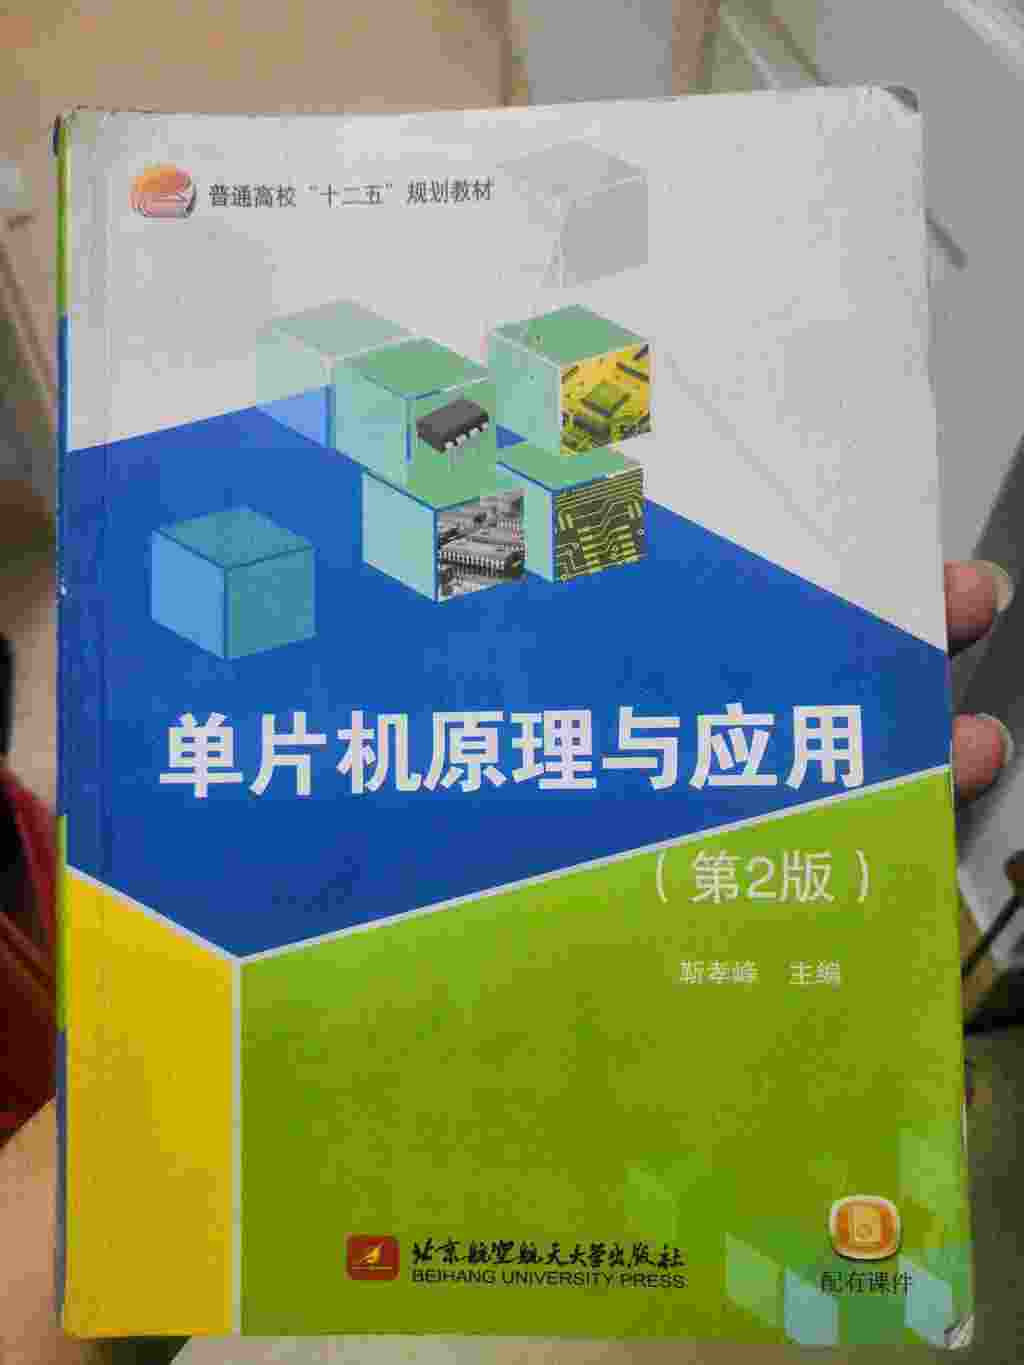 普通高校“十二五”规划教材
单片机原理与应用
（第2版）
靳孝峰 主编
北京航空航天大学出版社
BEIHANG UNIVERSITY PRESS
配有课件